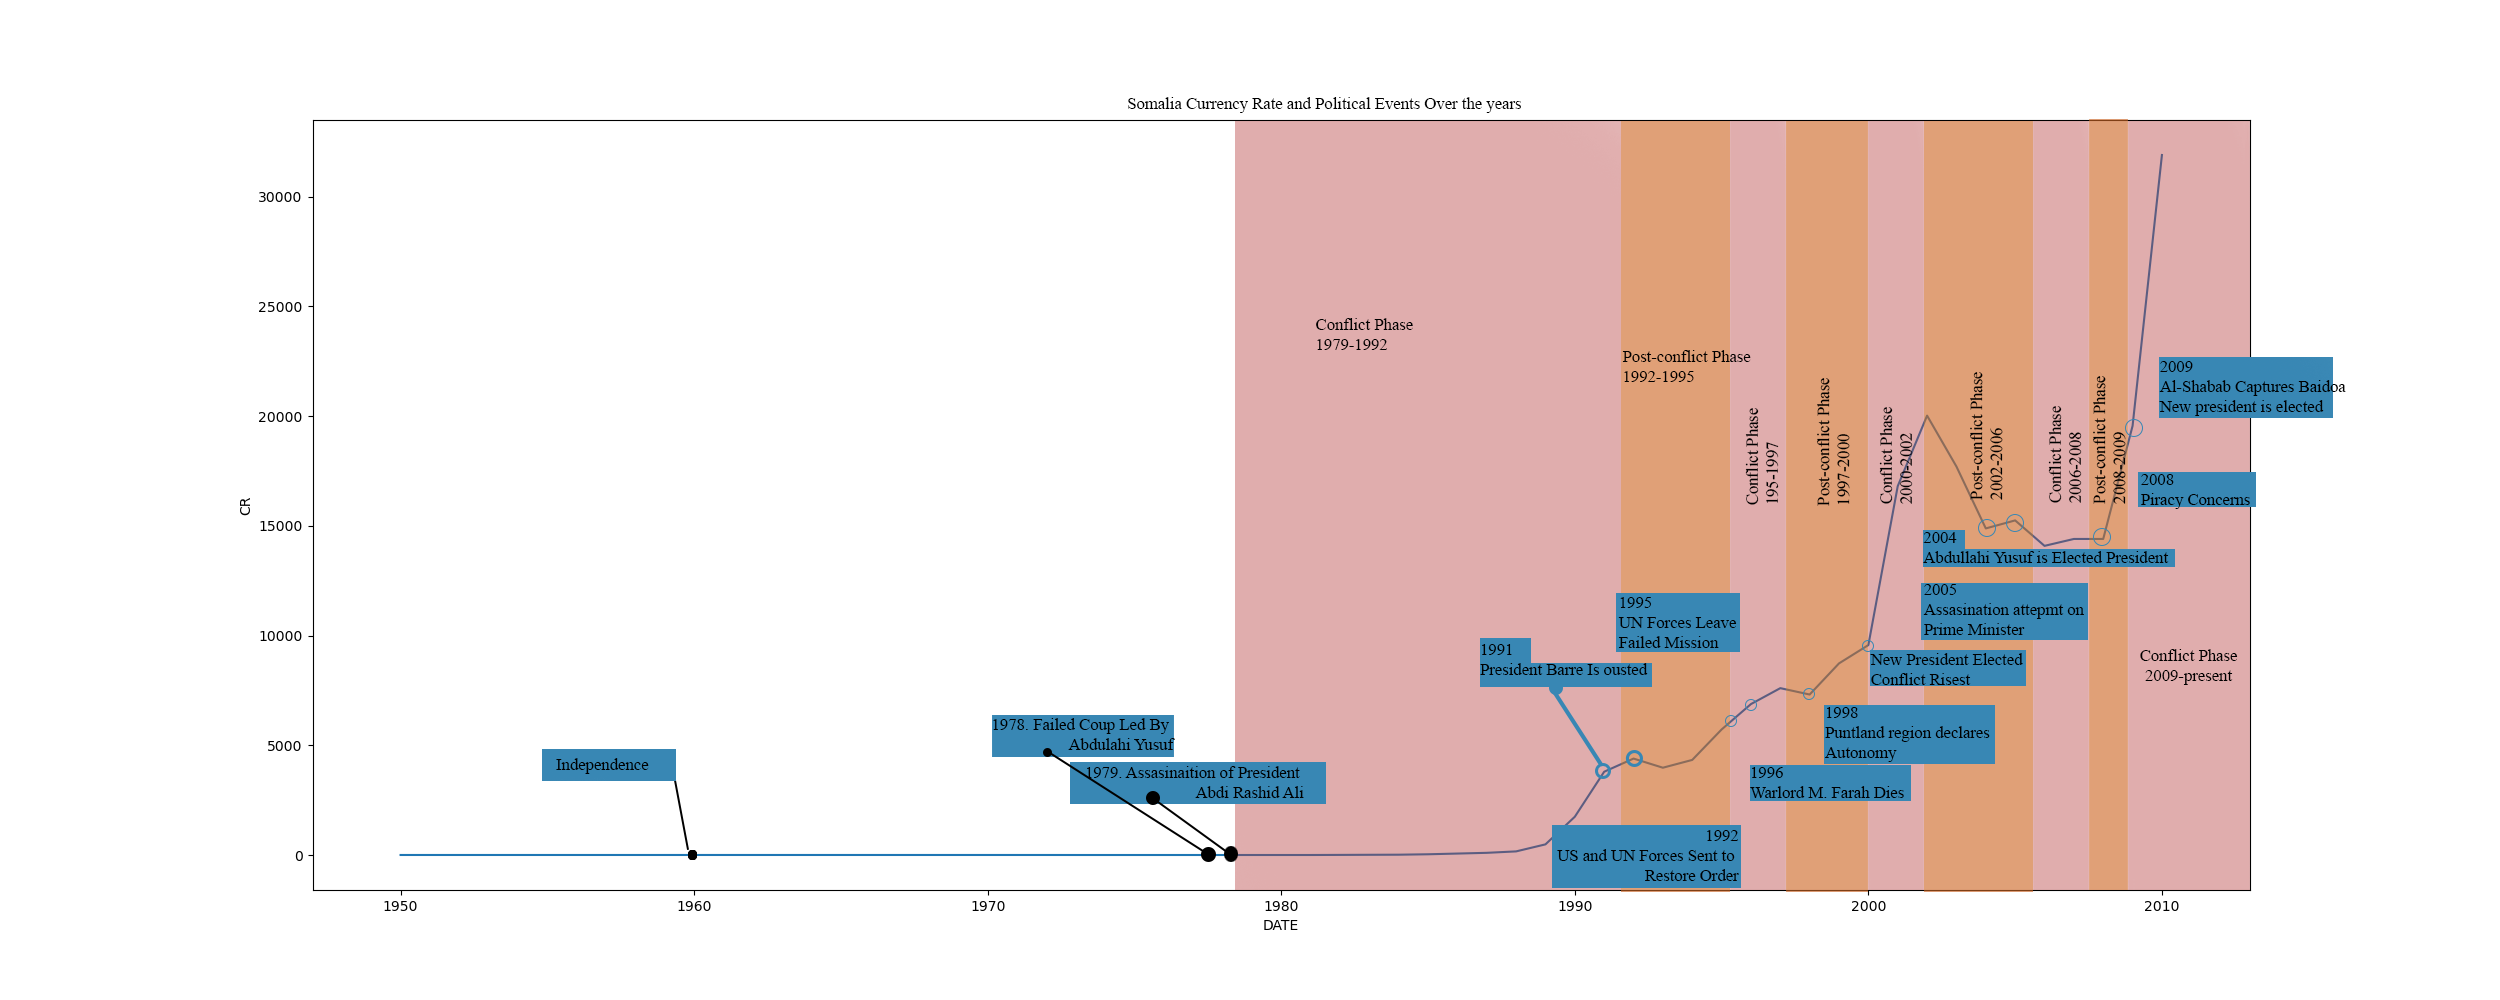 Somalia Currency Rate and Political Events Over the years
30000
25000
20000
15000
10000
5000
0
CR
1950
1960
1970
1980
1990
2000
2010
DATE
Independence
1978. Failed Coup Led By
Abdulahi Yusuf
1979. Assasinaition of President
Abdi Rashid Ali
Conflict Phase
1979-1992
1991
President Barre Is ousted
Post-conflict Phase
1992-1995
1995
UN Forces Leave
Failed Mission
1992
US and UN Forces Sent to
Restore Order
Conflict Phase
195-1997
1996
Warlord M. Farah Dies
Post-conflict Phase
1997-2000
1998
Puntland region declares
Autonomy
Conflict Phase
2000-2002
New President Elected
Conflict Risest
Post-conflict Phase
2002-2006
2004
Abdullahi Yusuf is Elected President
2005
Assasination attepmt on
Prime Minister
Conflict Phase
2006-2008
Post-conflict Phase
2008-2009
2009
Al-Shabab Captures Baidoa
New president is elected
2008
Piracy Concerns
Conflict Phase
2009-present